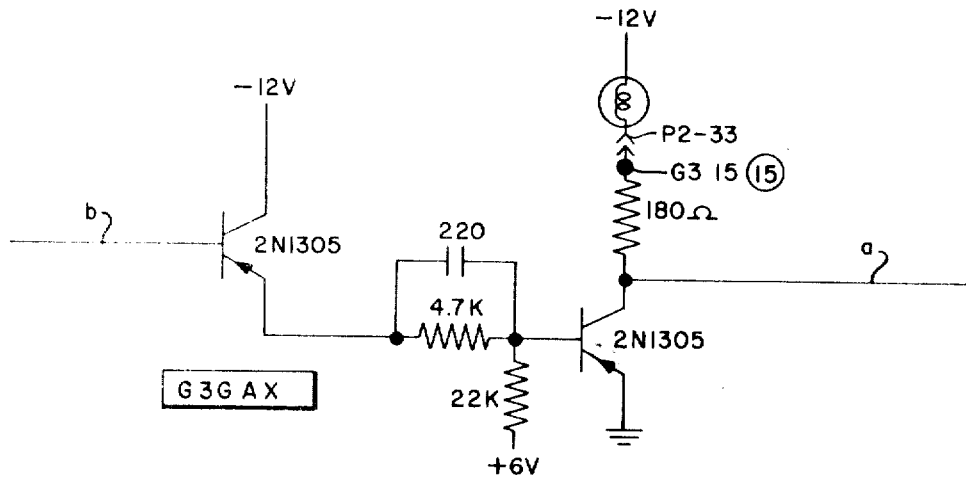 -12V
-12V
P2-33
G3 15 15
180Ω
b
2N1305
220
a
4.7K
2N1305
G3GAX
22K
+6V